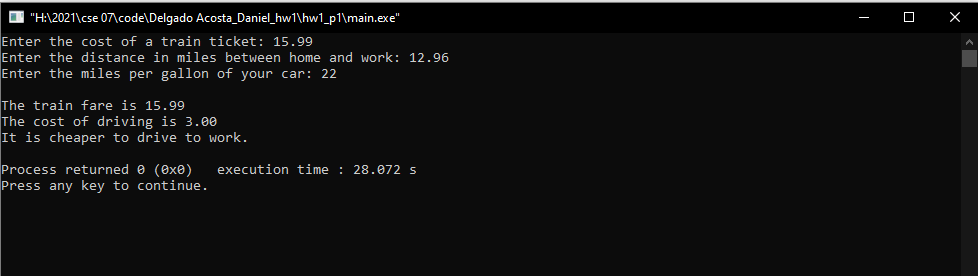 "H:\2021\cse 07\code\Delgado Acosta_Daniel_hw1\hw1_p1\main.exe"
Enter the cost of a train ticket: 15.99
Enter the distance in miles between home and work: 12.96
Enter the miles per gallon of your car: 22
The train fare is 15.99
The cost of driving is 3.00
It is cheaper to drive to work.
Process returned 0 (0x0)   execution time : 28.072 s
Press any key to continue.